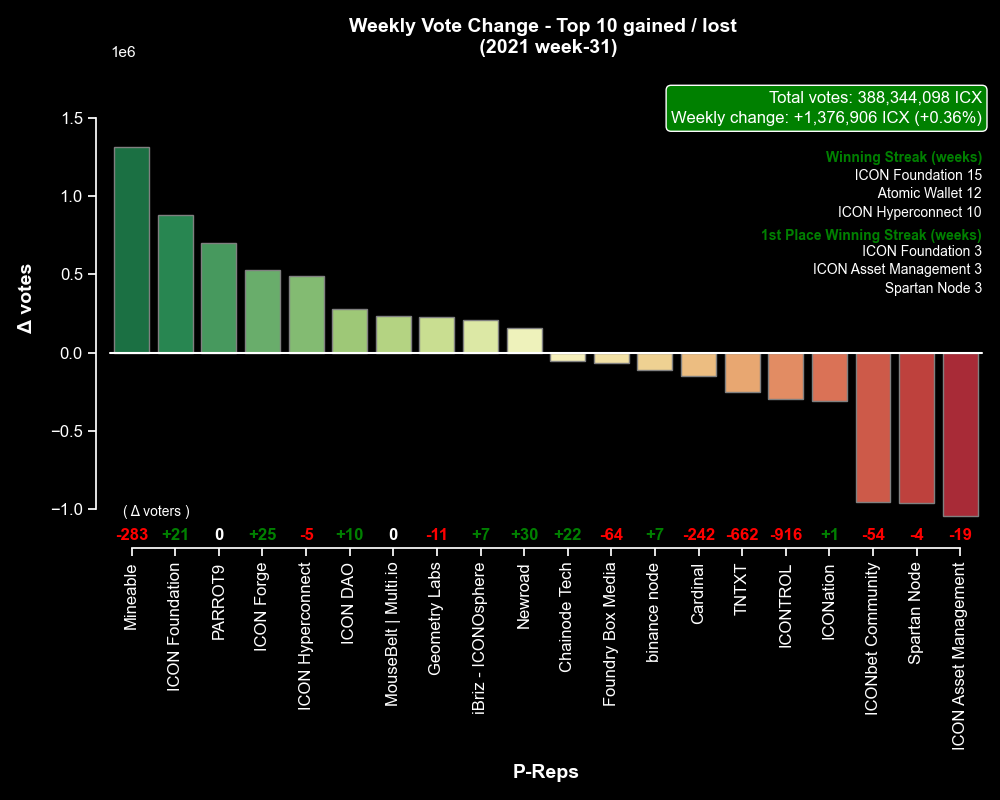 Weekly Vote Change - Top 10 gained / lost
(2021 week-31)
1e6
Total votes: 388,344,098 ICX
Weekly change: +1,376,906 ICX (+0.36%)
Winning Streak (weeks)
ICON Foundation 15
Atomic Wallet 12
ICON Hyperconnect 10
1st Place Winning Streak (weeks)
ICON Foundation 3
ICON Asset Management 3
Spartan Node 3
Δ votes
1.5
1.0
0.5
0.0
−0.5
−1.0
( Δ voters )
-283 +21 0 +25 -5 +10 0 -11 +7 +30 +22 -64 +7 -242 -662 -916 +1 -54 -4 -19
Mineable
ICON Foundation
PARROT9
ICON Forge
ICON Hyperconnect
ICON DAO
MouseBelt | Multi.io
Geometry Labs
iBriz - ICONOsphere
Newroad
Chainode Tech
Foundry Box Media
binance node
Cardinal
TNTXT
ICONTROL
ICONation
ICONbet Community
Spartan Node
ICON Asset Management
P-Reps